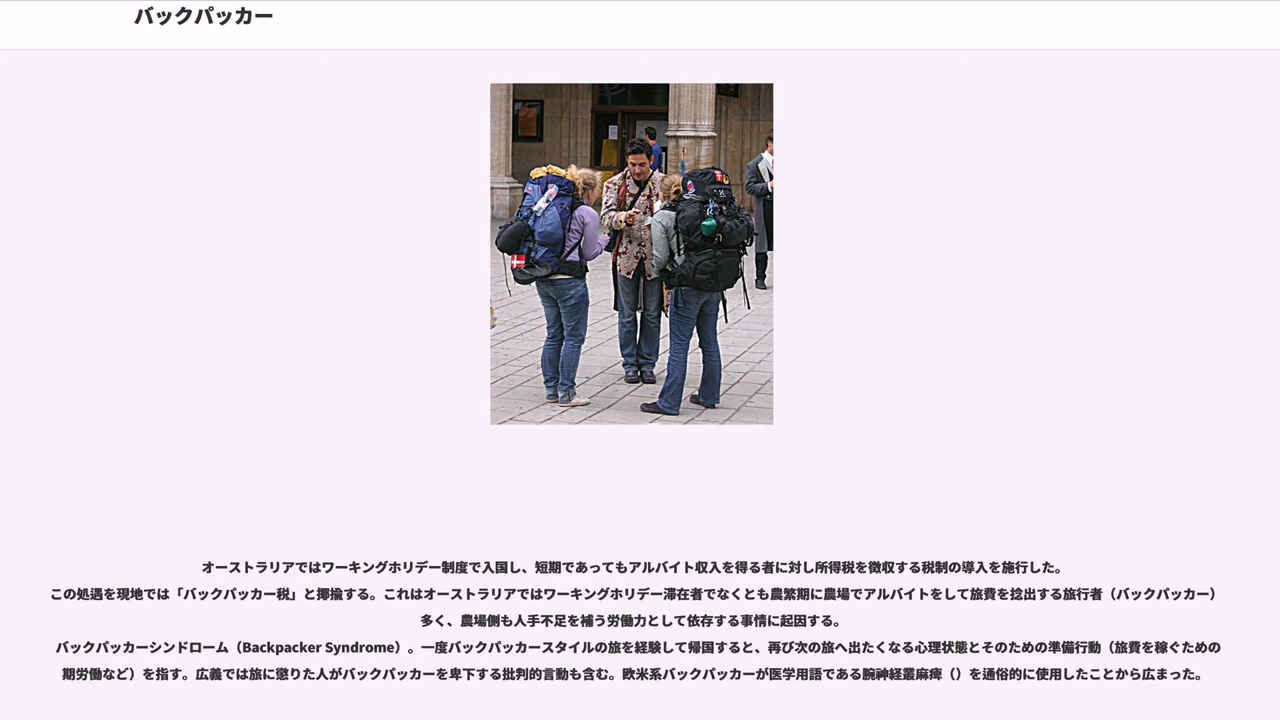 バックパッカー
オーストラリアではワーキングホリデー制度で入国し、短期であってもアルバイト収入を得る者に対し所得税を徴収する税制の導入を施行した。
この処遇を現地では「バックパッカー税」と揶揄する。これはオーストラリアではワーキングホリデー滞在者でなくとも農繁期に農場でアルバイトをして旅費を捻出する旅行者（バックパッカー）
多く、農場側も人手不足を補う労働力として依存する事情に起因する。
バックパッカーシンドローム（Backpacker Syndrome）。一度バックパッカースタイルの旅を経験して帰国すると、再び次の旅へ出たくなる心理状態とそのための準備行動（旅費を稼ぐための
期労働など）を指す。広義では旅に懲りた人がバックパッカーを卑下する批判的言動も含む。欧米系バックパッカーが医学用語である腕神経叢麻痺（）を通俗的に使用したことから広まった。